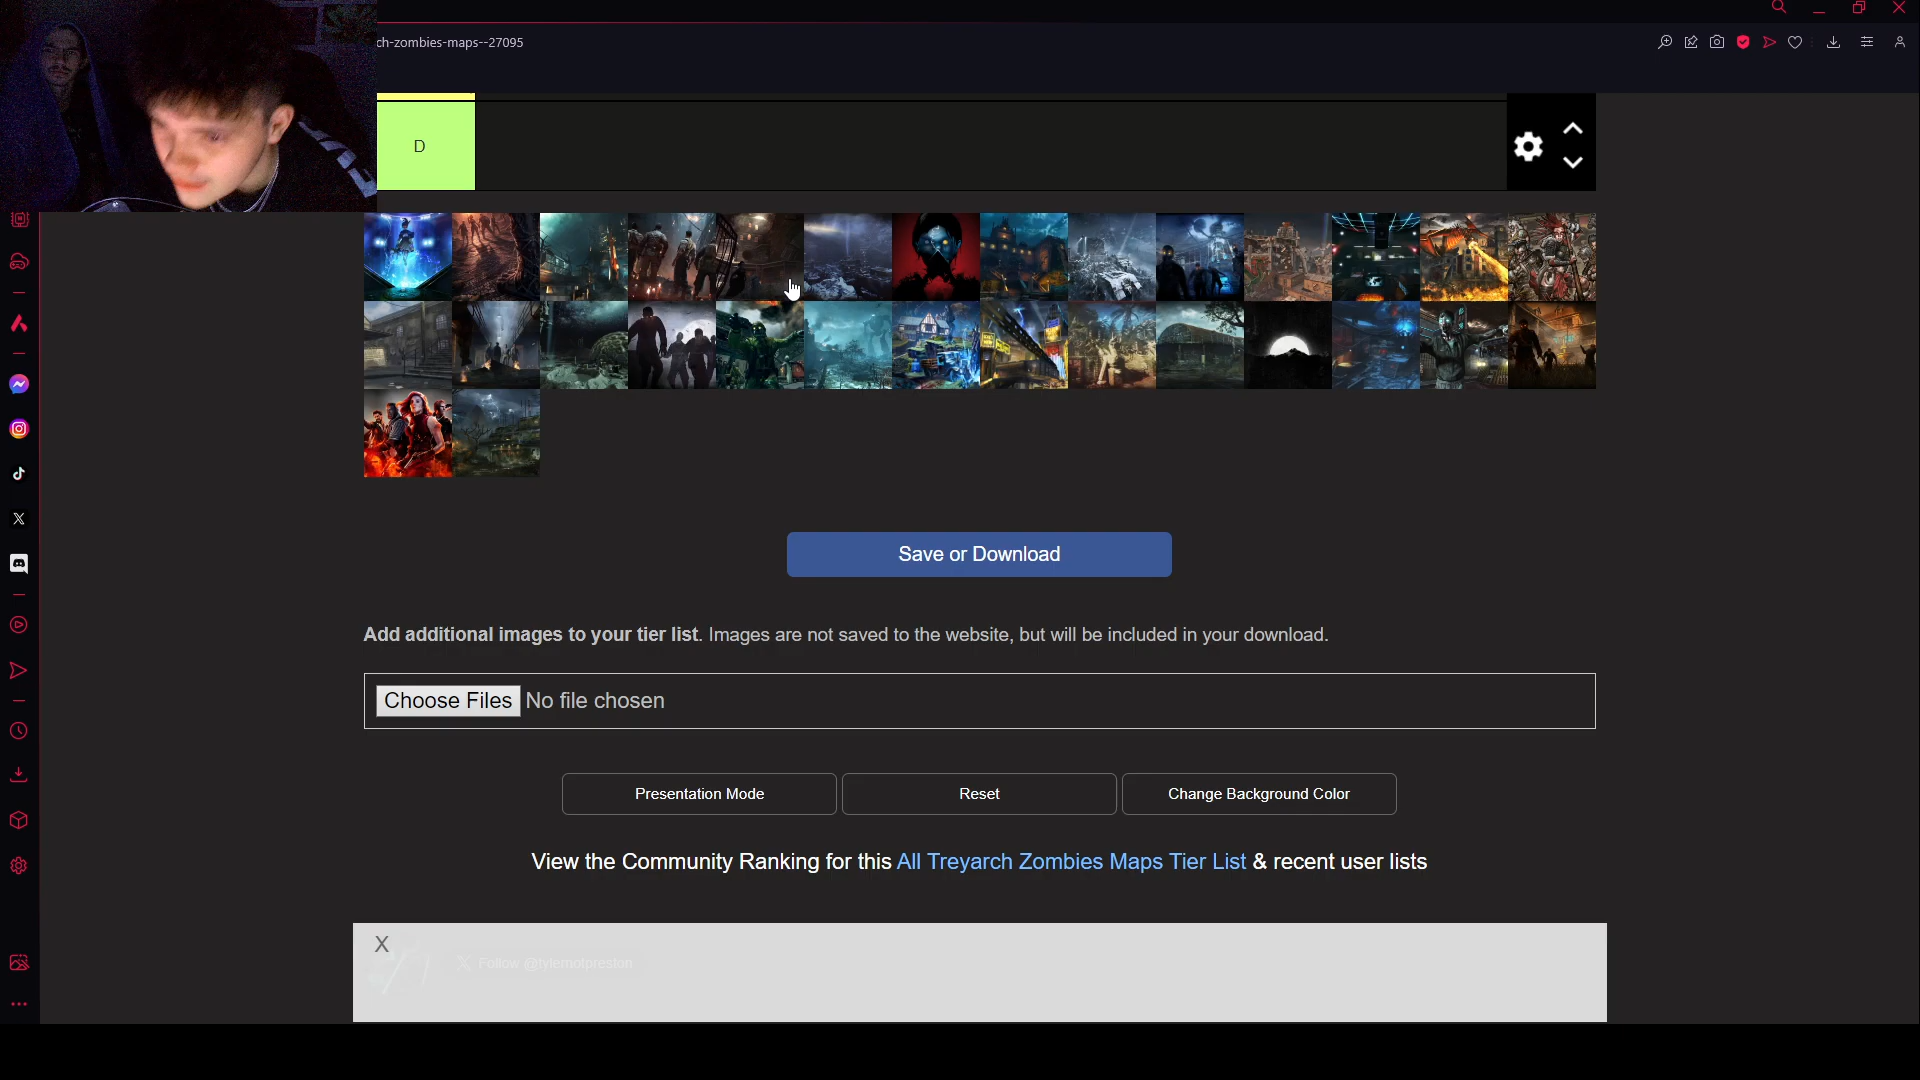 ch-zombies-maps--27095
D
Save or Download
Add additional images to your tier list. Images are not saved to the website, but will be included in your download.
Choose Files No file chosen
Presentation Mode
Reset
Change Background Color
View the Community Ranking for this All Treyarch Zombies Maps Tier List & recent user lists
X
Follow @tylernotpreston